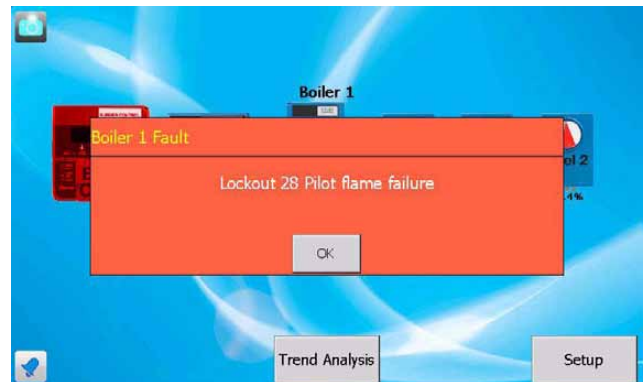 Boiler 1
Boiler 1 Fault
Lockout 28 Pilot flame failure
OK
Trend Analysis
Setup